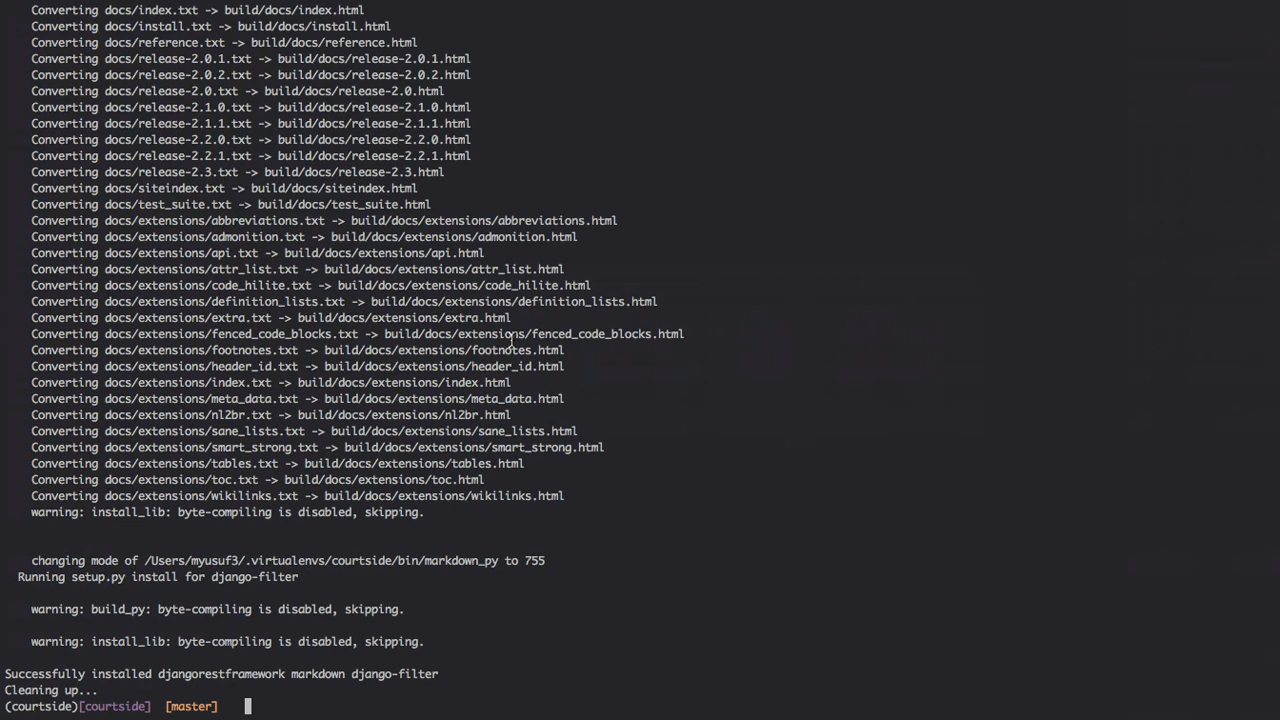 Converting docs/index.txt -> build/docs/index.html
Converting docs/install.txt -> build/docs/install.html
Converting docs/reference.txt -> build/docs/reference.html
Converting docs/release-2.0.1.txt -> build/docs/release-2.0.1.html
Converting docs/release-2.0.2.txt -> build/docs/release-2.0.2.html
Converting docs/release-2.0.txt -> build/docs/release-2.0.html
Converting docs/release-2.1.0.txt -> build/docs/release-2.1.0.html
Converting docs/release-2.1.1.txt -> build/docs/release-2.1.1.html
Converting docs/release-2.2.0.txt -> build/docs/release-2.2.0.html
Converting docs/release-2.2.1.txt -> build/docs/release-2.2.1.html
Converting docs/release-2.3.txt -> build/docs/release-2.3.html
Converting docs/siteindex.txt -> build/docs/siteindex.html
Converting docs/test_suite.txt -> build/docs/test_suite.html
Converting docs/extensions/abbreviations.txt -> build/docs/extensions/abbreviations.html
Converting docs/extensions/admonition.txt -> build/docs/extensions/admonition.html
Converting docs/extensions/api.txt -> build/docs/extensions/api.html
Converting docs/extensions/attr_list.txt -> build/docs/extensions/attr_list.html
Converting docs/extensions/code_hilite.txt -> build/docs/extensions/code_hilite.html
Converting docs/extensions/definition_lists.txt -> build/docs/extensions/definition_lists.html
Converting docs/extensions/extra.txt -> build/docs/extensions/extra.html
Converting docs/extensions/fenced_code_blocks.txt -> build/docs/extensions/fenced_code_blocks.html
Converting docs/extensions/footnotes.txt -> build/docs/extensions/footnotes.html
Converting docs/extensions/header_id.txt -> build/docs/extensions/header_id.html
Converting docs/extensions/index.txt -> build/docs/extensions/index.html
Converting docs/extensions/meta_data.txt -> build/docs/extensions/meta_data.html
Converting docs/extensions/nl2br.txt -> build/docs/extensions/nl2br.html
Converting docs/extensions/sane_lists.txt -> build/docs/extensions/sane_lists.html
Converting docs/extensions/smart_strong.txt -> build/docs/extensions/smart_strong.html
Converting docs/extensions/tables.txt -> build/docs/extensions/tables.html
Converting docs/extensions/toc.txt -> build/docs/extensions/toc.html
Converting docs/extensions/wikilinks.txt -> build/docs/extensions/wikilinks.html
warning: install_lib: byte-compiling is disabled, skipping.
changing mode of /Users/myusuf3/.virtualenvs/courtside/bin/markdown_py to 755
Running setup.py install for django-filter
warning: build_py: byte-compiling is disabled, skipping.
warning: install_lib: byte-compiling is disabled, skipping.
Successfully installed djangorestframework markdown django-filter
Cleaning up...
(courtside)[courtside] [master]